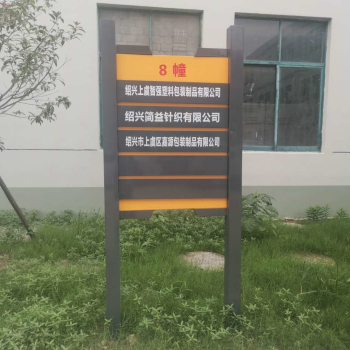 8 幢
绍兴上虞智强塑料包装制品有限公司
绍兴简益针织有限公司
绍兴市上虞区富源包装制品有限公司